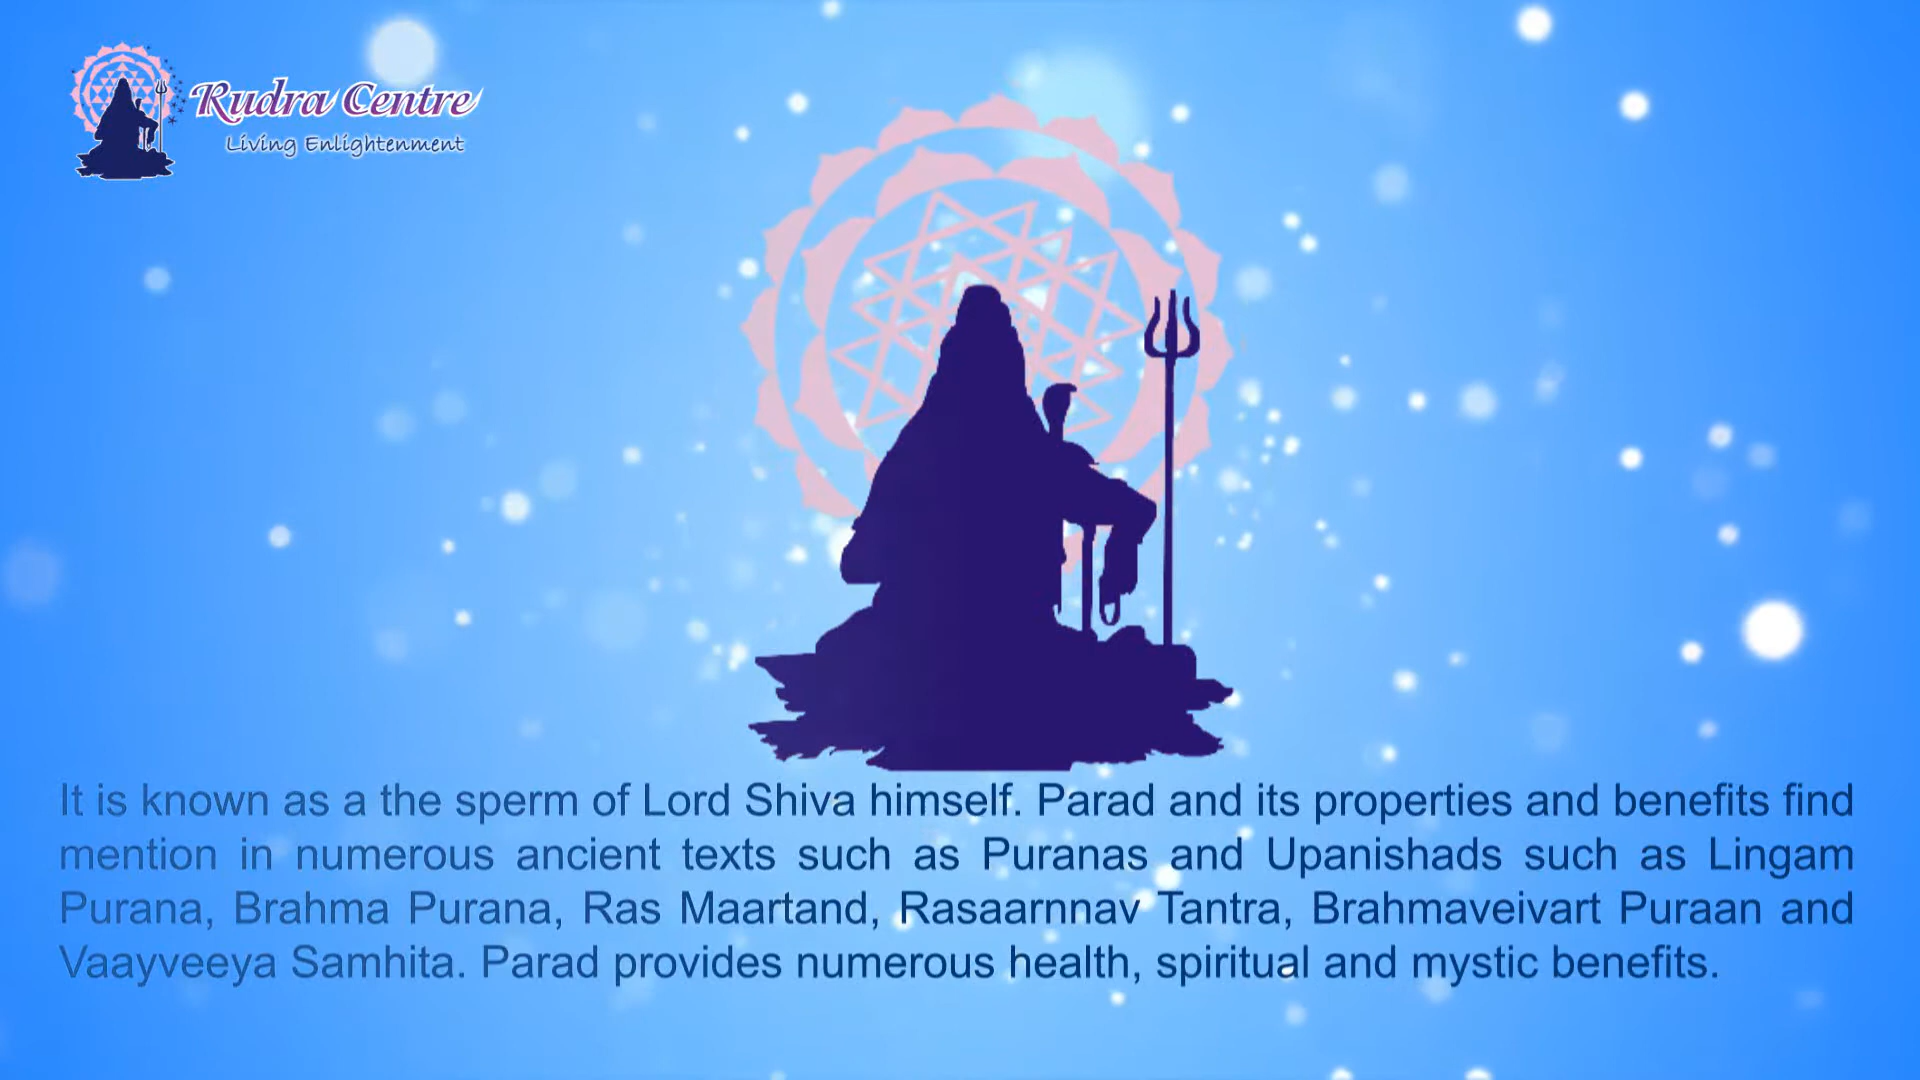 Rudra Centre
Living Enlightenment
It is known as a the sperm of Lord Shiva himself. Parad and its properties and benefits find
mention in numerous ancient texts such as Puranas and Upanishads such as Lingam
Purana, Brahma Purana, Ras Maartand, Rasaarnnav Tantra, Brahmaveivart Puraan and
Vaayveeya Samhita. Parad provides numerous health, spiritual and mystic benefits.